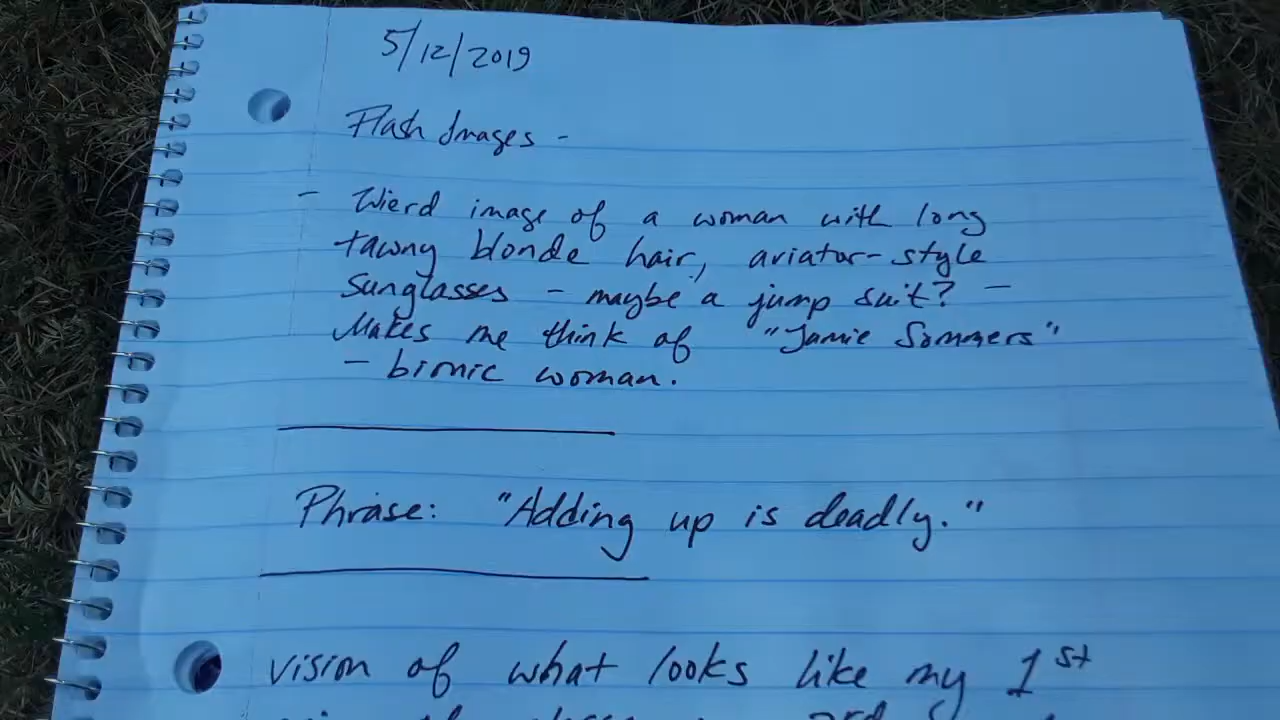 5/12/2019
Flash Images -
- Wierd image of a woman with long
tawny blonde hair, aviator-style
sunglasses - maybe a jump suit? -
Makes me think of "Jamie Sommers"
- bionic woman.
Phrase: "Adding up is deadly."
vision of what looks like my 1st